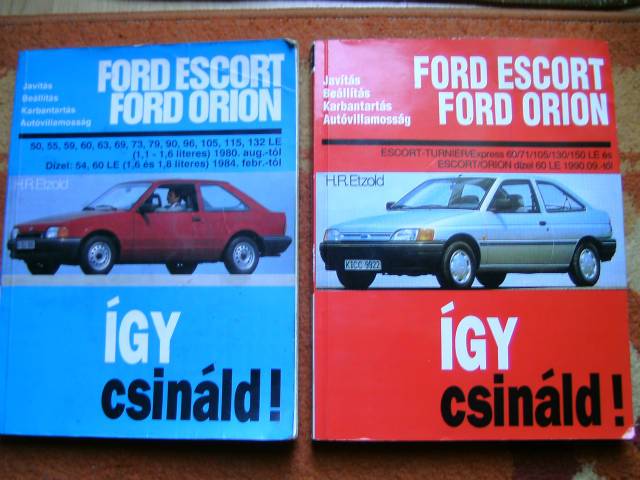 Javítás
Beállítás
Karbantartás
Autóvillamosság
FORD ESCORT
FORD ORION
50, 55, 59, 60, 63, 69, 73, 79, 90, 96, 105, 115, 132 LE
(1,1 - 1,6 literes) 1980. aug.-tól
Dízel: 54, 60 LE (1,6 és 1,8 literes) 1984. febr.-tól
H.R. Etzold
ÍGY
csináld!
Javítás
Beállítás
Karbantartás
Autóvillamosság
FORD ESCORT
FORD ORION
ESCORT-TURNIER/Express 60/71/105/130/150 LE és
ESCORT/ORION dízel 60 LE 1990.09.-tól
H.R. Etzold
ÍGY
csináld!